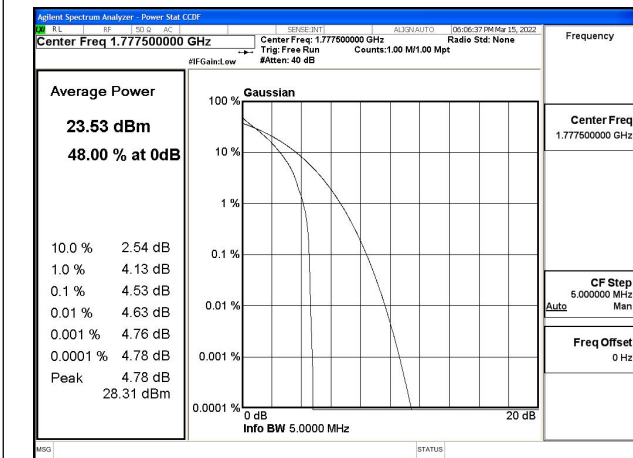 Agilent Spectrum Analyzer - Power Stat CCDF
RL RF 50 Ω AC SENSE:INT ALIGNAUTO 06:06:37 PM Mar 15, 2022
Center Freq 1.777500000 GHz
Center Freq: 1.777500000 GHz Radio Std: None
Trig: Free Run Counts:1.00 M/1.00 Mpt
#IFGain:Low #Atten: 40 dB
Frequency
Average Power
23.53 dBm
48.00 % at 0dB
10.0 % 2.54 dB
1.0 % 4.13 dB
0.1 % 4.53 dB
0.01 % 4.63 dB
0.001 % 4.76 dB
0.0001 % 4.78 dB
Peak 4.78 dB
28.31 dBm
Gaussian
100 %
10 %
1 %
0.1 %
0.01 %
0.001 %
0.0001 %
0 dB 20 dB
Info BW 5.0000 MHz
Center Freq
1.777500000 GHz
CF Step
5.000000 MHz
Auto Man
Freq Offset
0 Hz
MSG STATUS